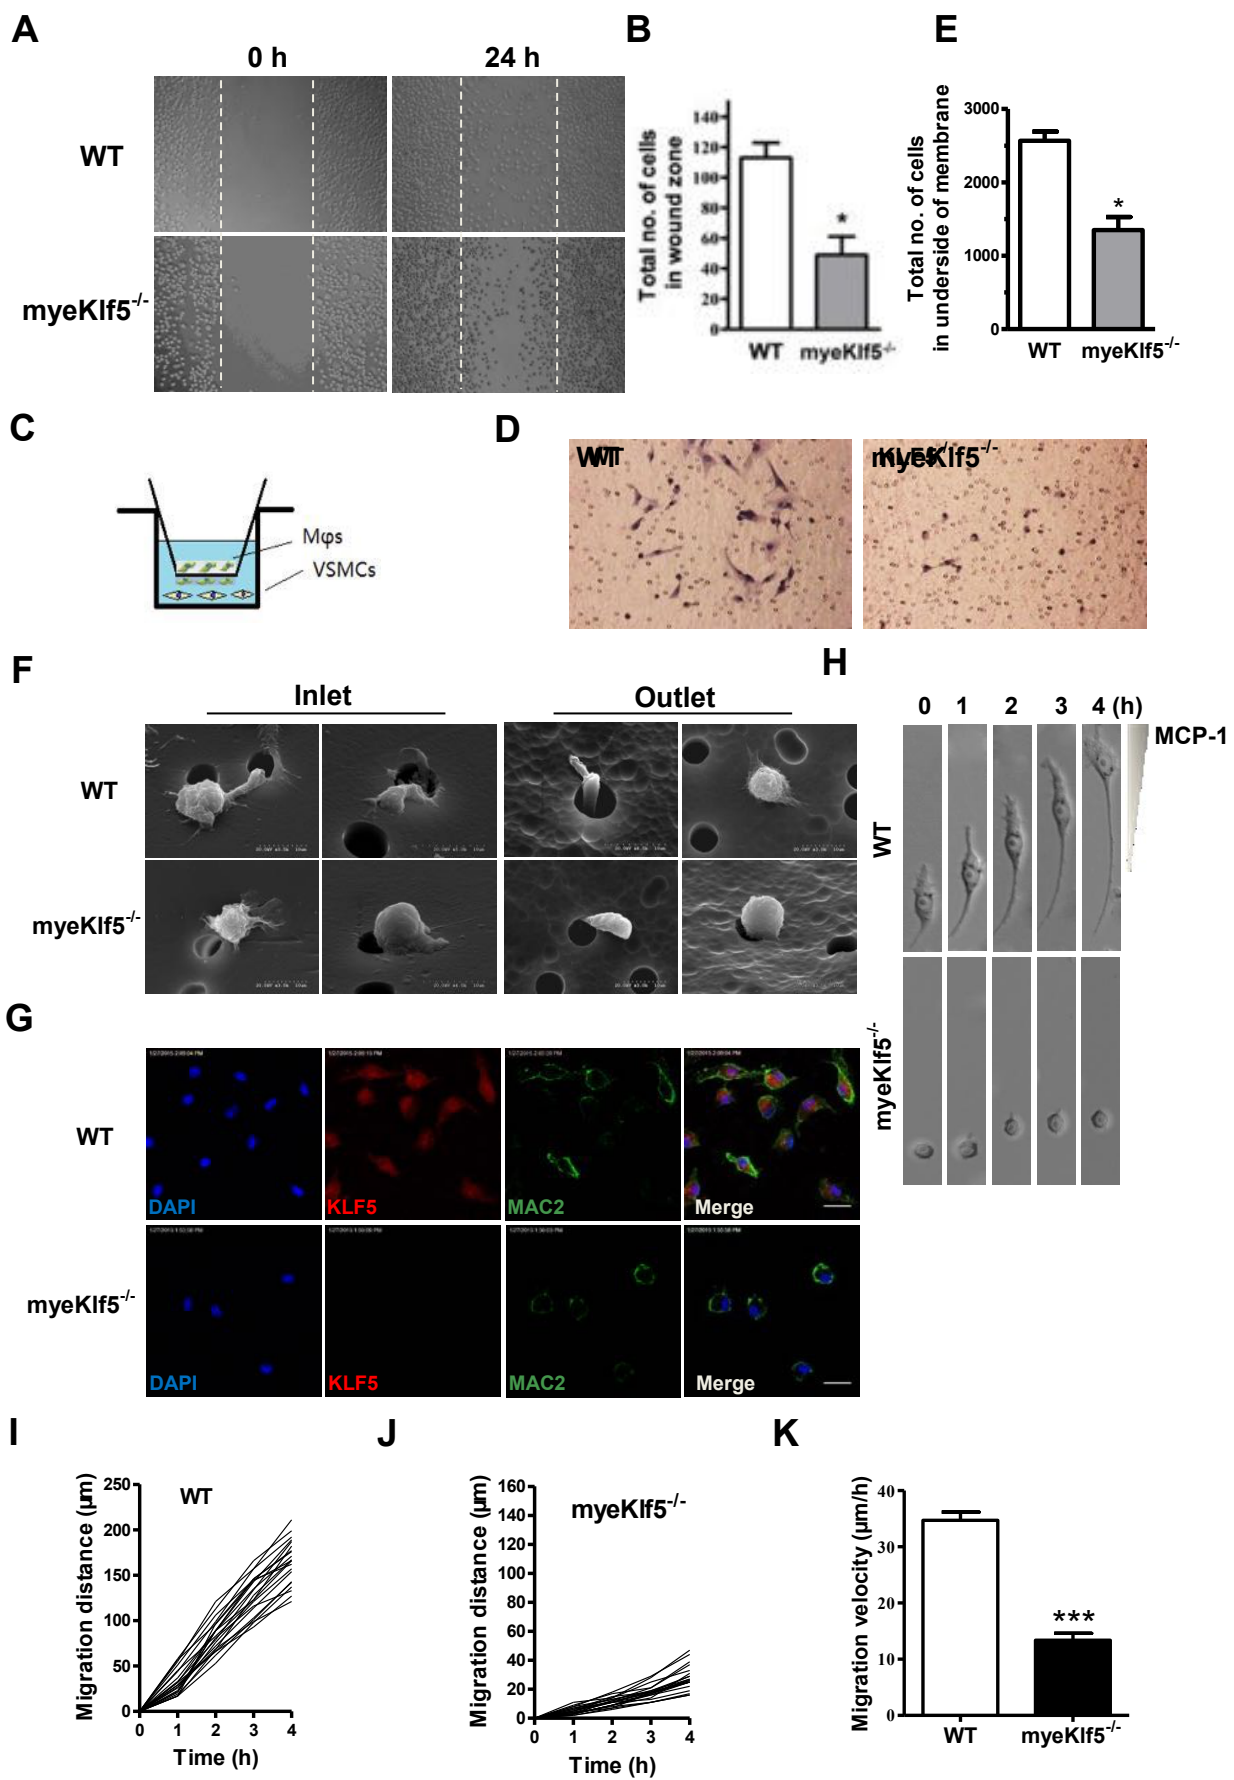 A
0 h
24 h
WT
myeKlf5-/-
B
Total no. of cells
in wound zone
140
120
100
80
60
40
20
0
*
WT
myeKlf5-/-
E
Total no. of cells
in underside of membrane
3000
2000
1000
0
*
WT
myeKlf5-/-
C
Mφs
VSMCs
D
WT
myeKlf5-/-
F
Inlet
Outlet
WT
myeKlf5-/-
H
0 1 2 3 4 (h)
MCP-1
WT
myeKlf5-/-
G
WT
DAPI
KLF5
MAC2
Merge
myeKlf5-/-
DAPI
KLF5
MAC2
Merge
I
Migration distance (µm)
WT
250
200
150
100
50
0
0 1 2 3 4
Time (h)
J
Migration distance (µm)
myeKlf5-/-
160
140
120
100
80
60
40
20
0
0 1 2 3 4
Time (h)
K
Migration velocity (µm/h)
40
30
20
10
0
***
WT
myeKlf5-/-